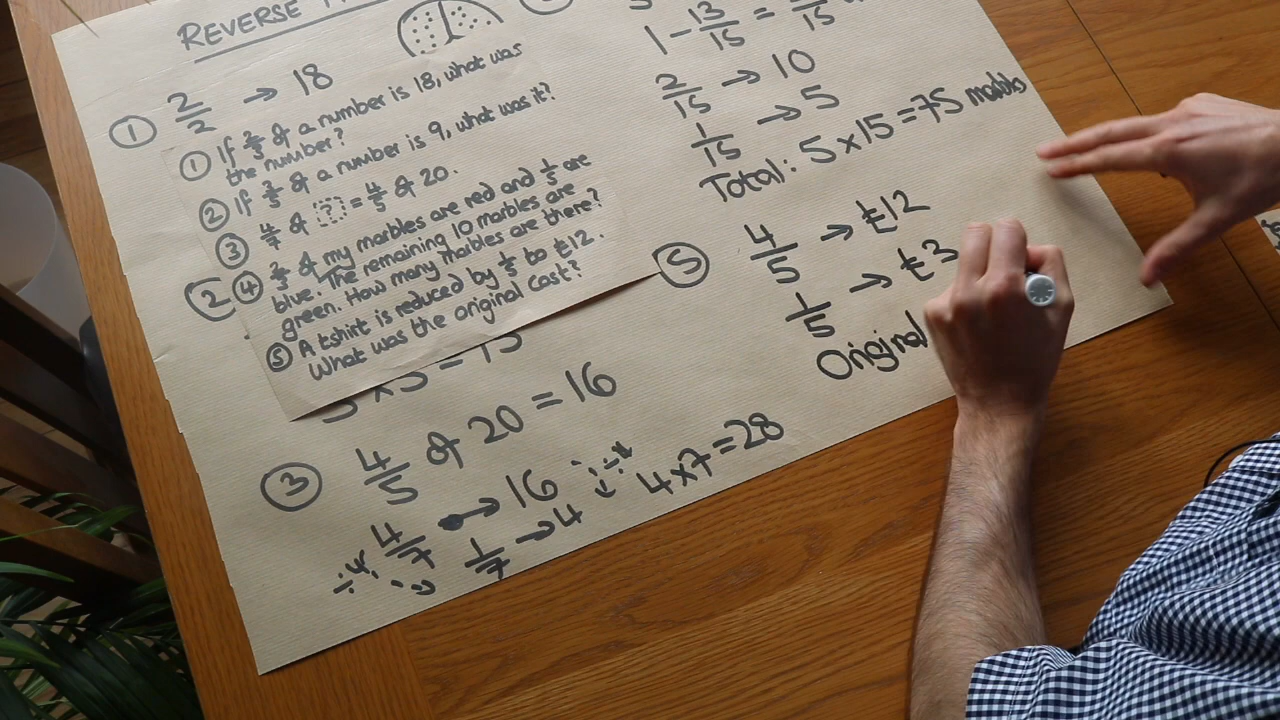 REVERSE
2/2 → 18
①
① If 2/3 of a number is 18, what was
the number?
② If 3/5 of a number is 9, what was it?
③ 4/7 of [?] = 4/5 of 20.
④ 2/3 of my marbles are red and 1/5 are
blue. The remaining 10 marbles are
green. How many marbles are there?
⑤ A tshirt is reduced by 1/5 to £12.
What was the original cost?
②
5 x 3 = 15
③ 4/5 of 20 = 16
4/7 → 16
÷4
1/7 → 4
÷4
4x7=28
1 - 13/15 = 2/15
2/15 → 10
1/15 → 5
Total: 5x15=75 marbles
⑤ 4/5 → £12
1/5 → £3
Original